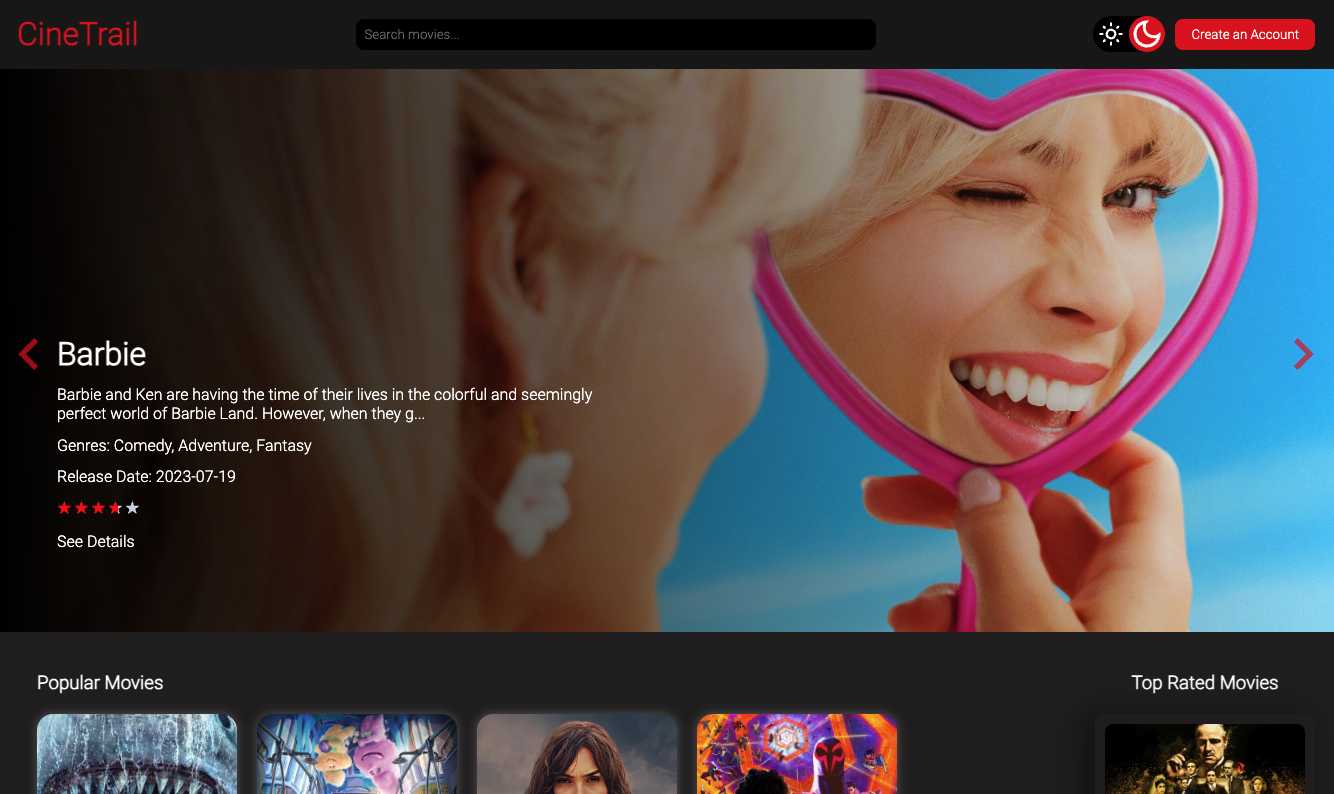 CineTrail
Search movies...
Create an Account
Barbie
Barbie and Ken are having the time of their lives in the colorful and seemingly
perfect world of Barbie Land. However, when they g...
Genres: Comedy, Adventure, Fantasy
Release Date: 2023-07-19
See Details
Popular Movies
Top Rated Movies